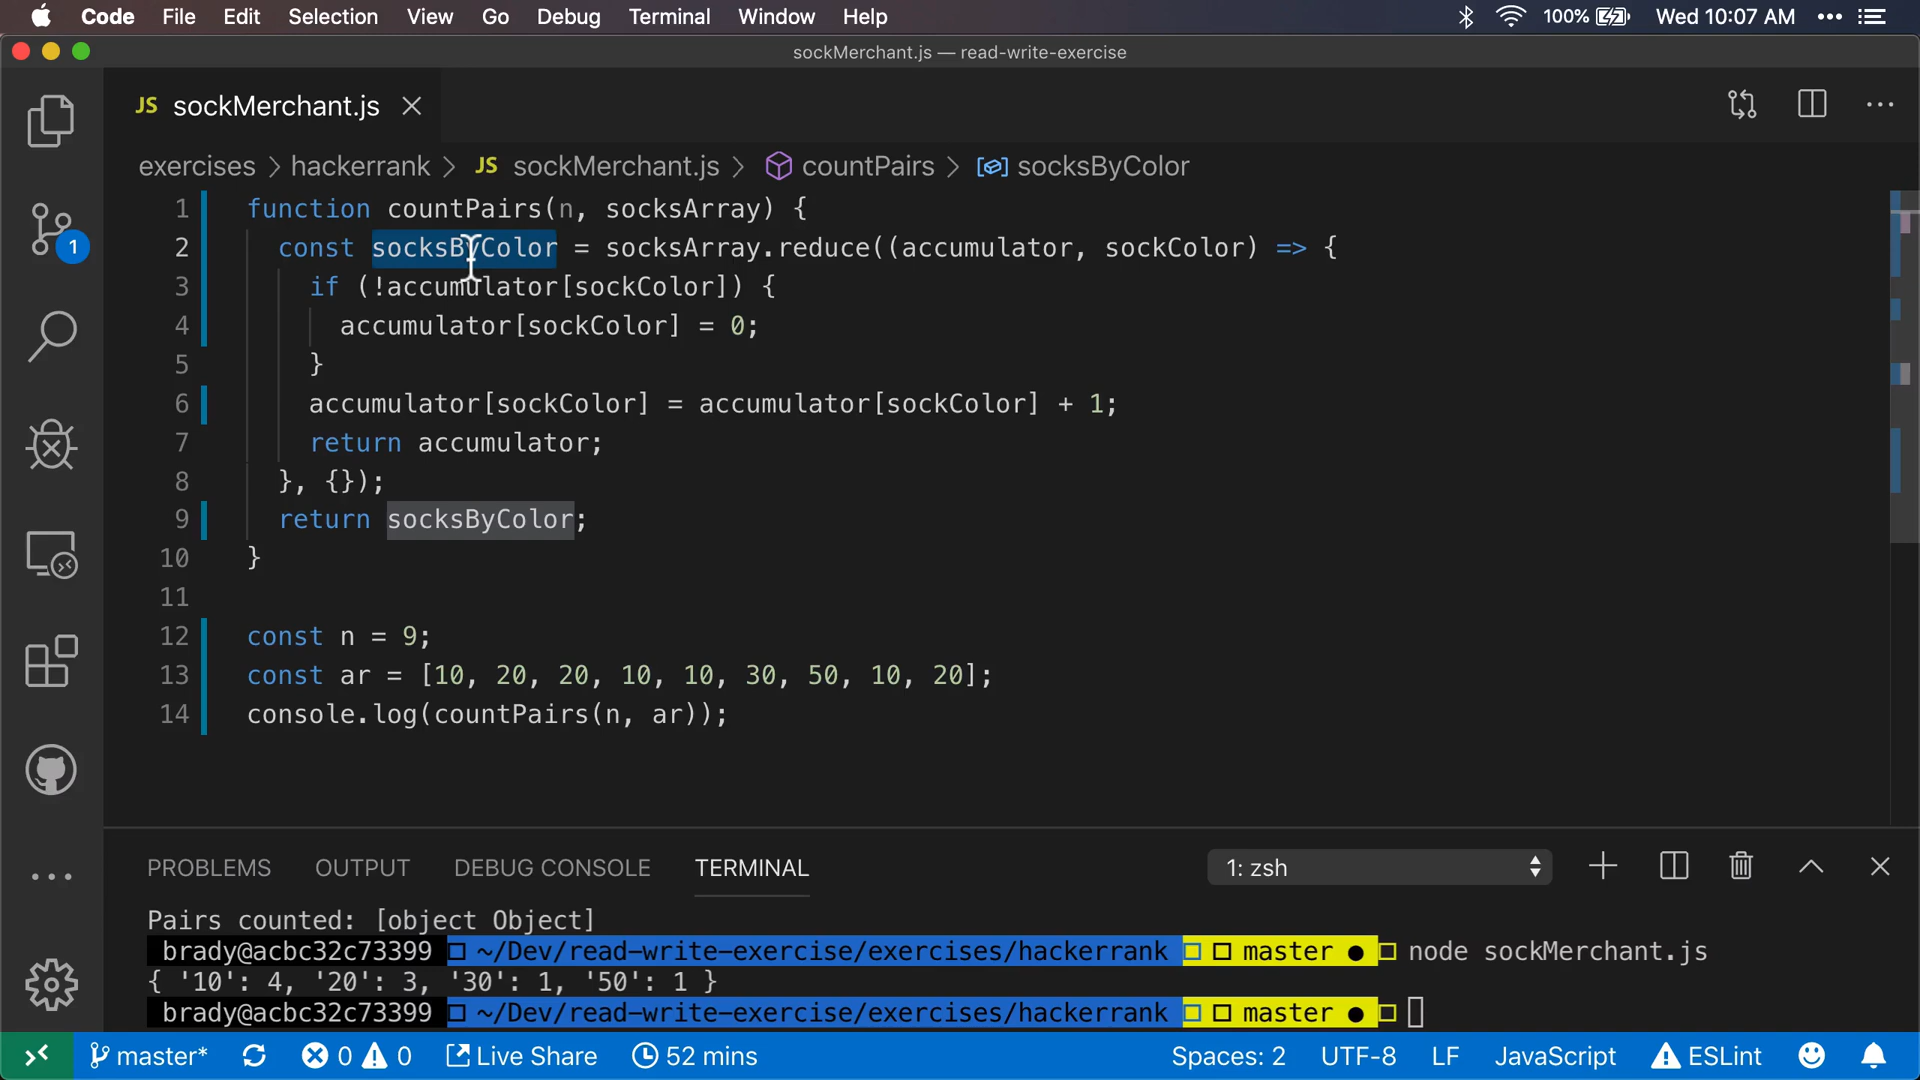 Code File Edit Selection View Go Debug Terminal Window Help 100% Wed 10:07 AM
sockMerchant.js — read-write-exercise
JS sockMerchant.js
exercises > hackerrank > JS sockMerchant.js > countPairs > socksByColor
1 function countPairs(n, socksArray) {
2 const socksByColor = socksArray.reduce((accumulator, sockColor) => {
3 if (!accumulator[sockColor]) {
4 accumulator[sockColor] = 0;
5 }
6 accumulator[sockColor] = accumulator[sockColor] + 1;
7 return accumulator;
8 }, {});
9 return socksByColor;
10 }
11
12 const n = 9;
13 const ar = [10, 20, 20, 10, 10, 30, 50, 10, 20];
14 console.log(countPairs(n, ar));
1
PROBLEMS OUTPUT DEBUG CONSOLE TERMINAL 1: zsh
Pairs counted: [object Object]
brady@acbc32c73399 ~/Dev/read-write-exercise/exercises/hackerrank master ● node sockMerchant.js
{ '10': 4, '20': 3, '30': 1, '50': 1 }
brady@acbc32c73399 ~/Dev/read-write-exercise/exercises/hackerrank master ●
master* 0 0 Live Share 52 mins Spaces: 2 UTF-8 LF JavaScript ESLint